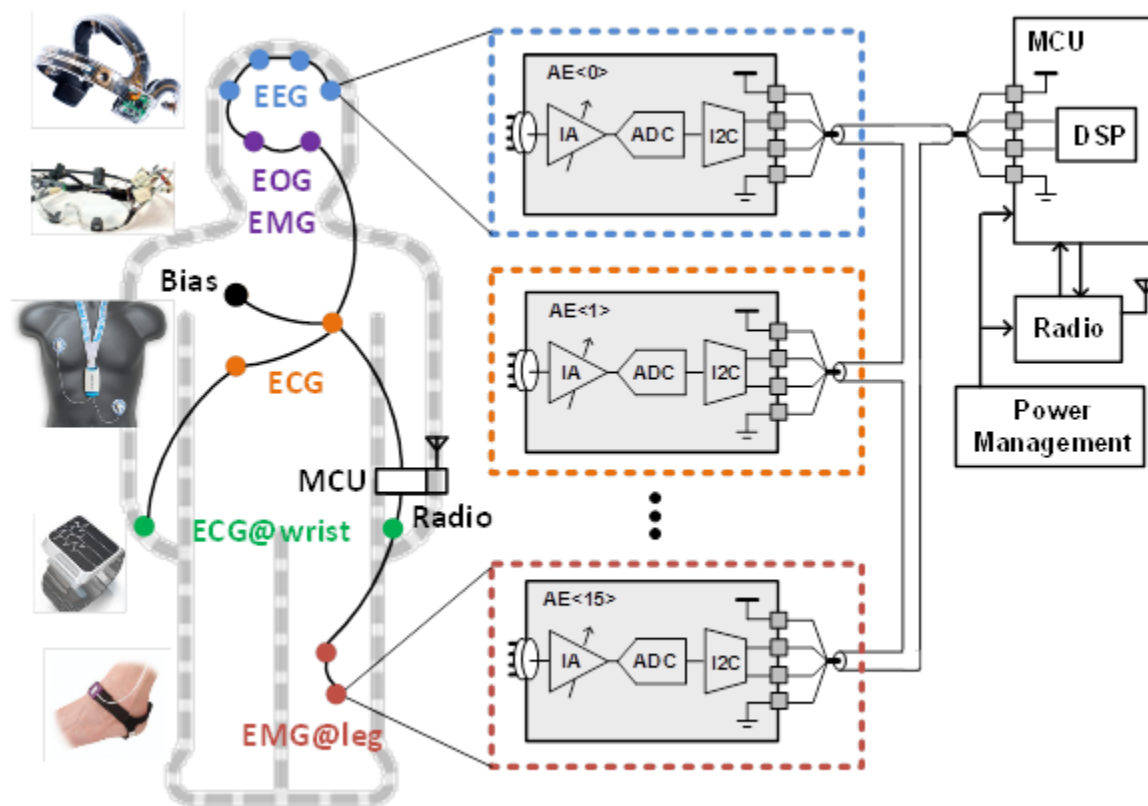 EEG
EOG
EMG
Bias
ECG
MCU
Radio
ECG@wrist
EMG@leg
AE<0>
IA
ADC
I2C
AE<1>
IA
ADC
I2C
AE<15>
IA
ADC
I2C
MCU
DSP
Radio
Power
Management